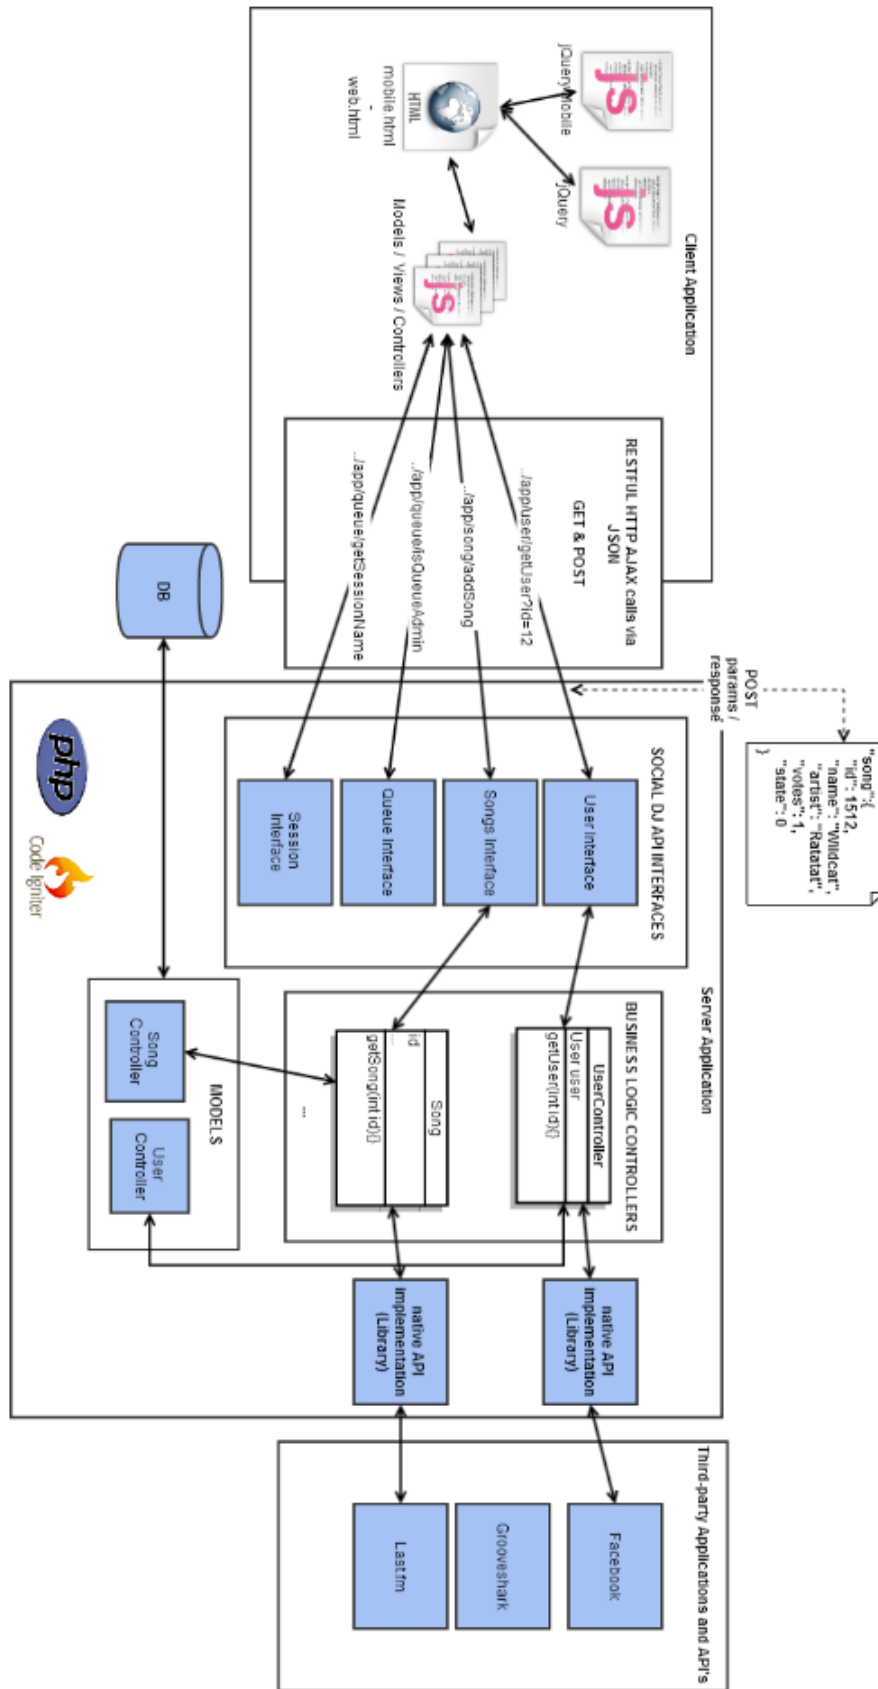 Client Application
jQueryMobile
jQuery
JS
JS
HTML
mobile.html
-
web.html
JS
Models / Views / Controllers
RESTFUL HTTP AJAX calls via
JSON
GET & POST
../app/user/getUser?id=12
../app/song/addSong
../app/queue/isQueueAdmin
../app/queue/getSessionName
POST
params /
response
"song":{
"id": 1512,
"name": "Wildcat",
"artist": "Ratatat",
"votes": 1,
"state": 0
}
Server Application
SOCIAL DJ API INTERFACES
User Interface
Songs Interface
Queue Interface
Session
Interface
BUSINESS LOGIC CONTROLLERS
UserController
User user
getUser(int id){}
Song
id
...
getSong(int id){}
...
MODELS
Song
Controller
User
Controller
DB
php
Code Igniter
native API
implementation
(Library)
native API
implementation
(Library)
Third-party Applications and API's
Facebook
Grooveshark
Last.fm